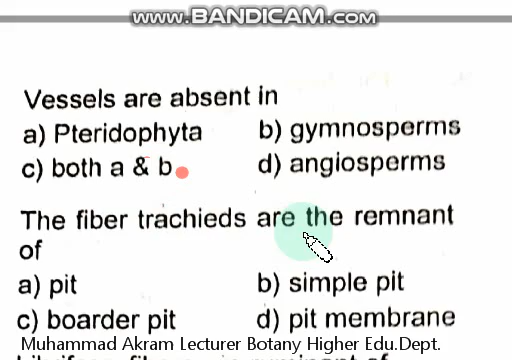 www.BANDICAM.com
Vessels are absent in
a) Pteridophyta b) gymnosperms
c) both a & b d) angiosperms
The fiber trachieds are the remnant
of
a) pit b) simple pit
c) boarder pit d) pit membrane
Muhammad Akram Lecturer Botany Higher Edu.Dept.